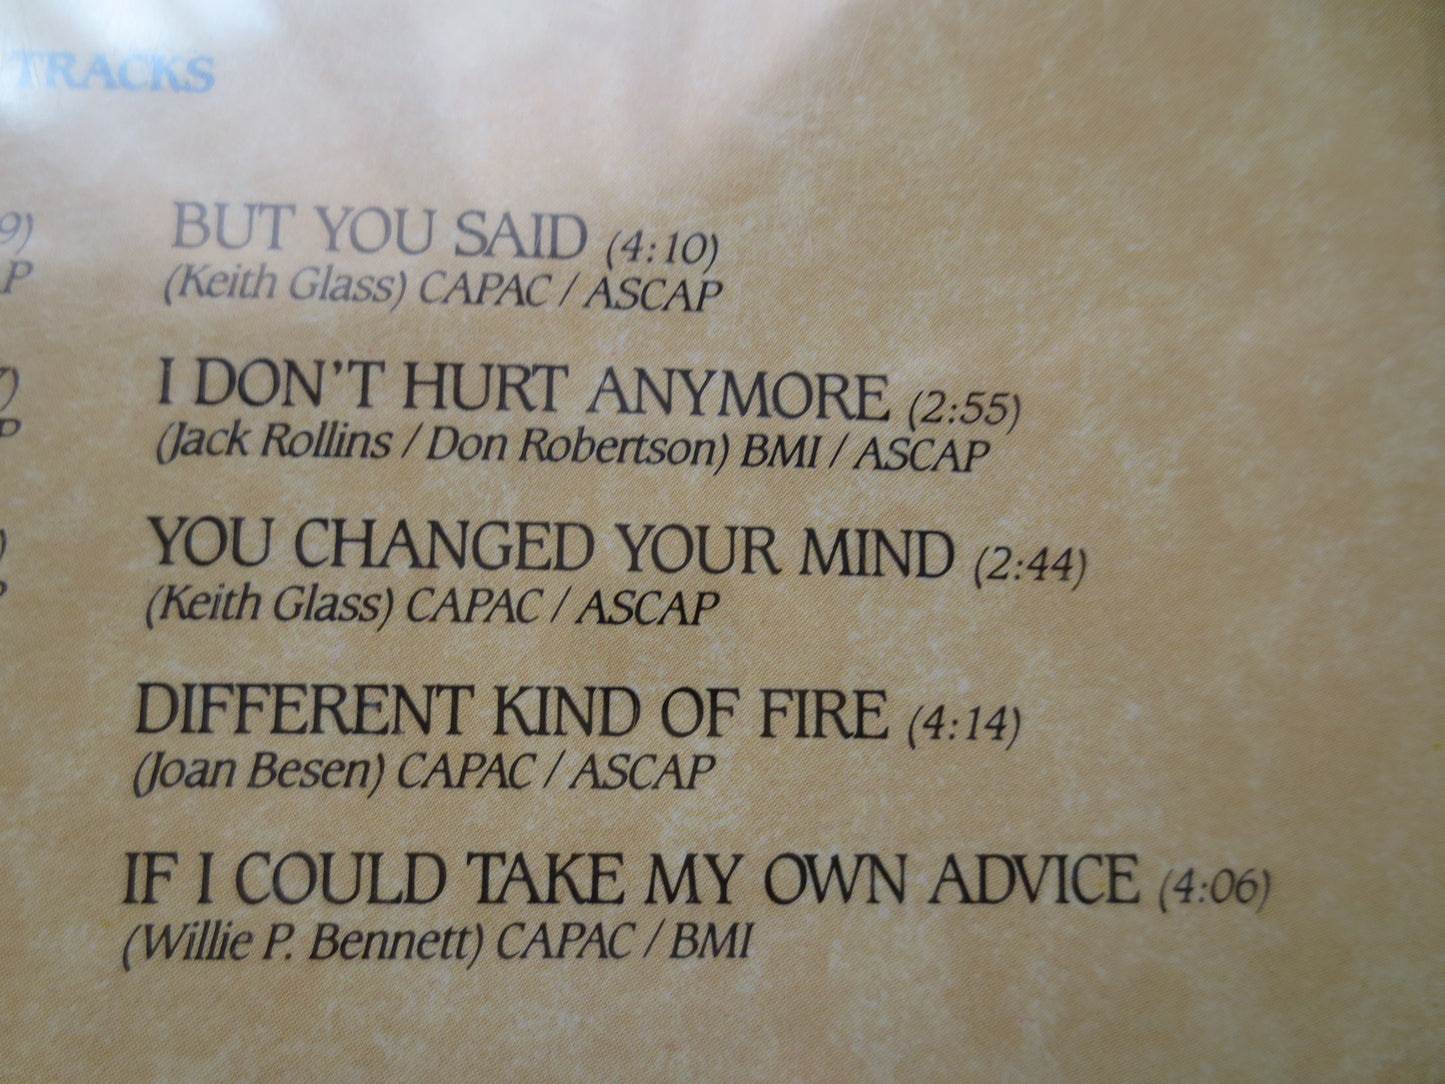 TRACKS
9)
P
BUT YOU SAID (4:10)
(Keith Glass) CAPAC / ASCAP
)
P
I DON'T HURT ANYMORE (2:55)
(Jack Rollins / Don Robertson) BMI / ASCAP
)
P
YOU CHANGED YOUR MIND (2:44)
(Keith Glass) CAPAC / ASCAP
DIFFERENT KIND OF FIRE (4:14)
(Joan Besen) CAPAC / ASCAP
IF I COULD TAKE MY OWN ADVICE (4:06)
(Willie P. Bennett) CAPAC / BMI